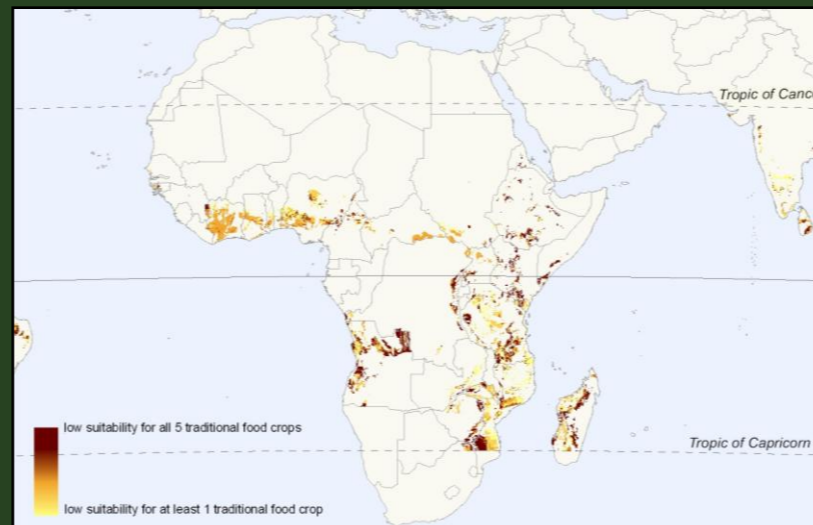 Tropic of Canc
Tropic of Capricorn
low suitability for all 5 traditional food crops
low suitability for at least 1 traditional food crop